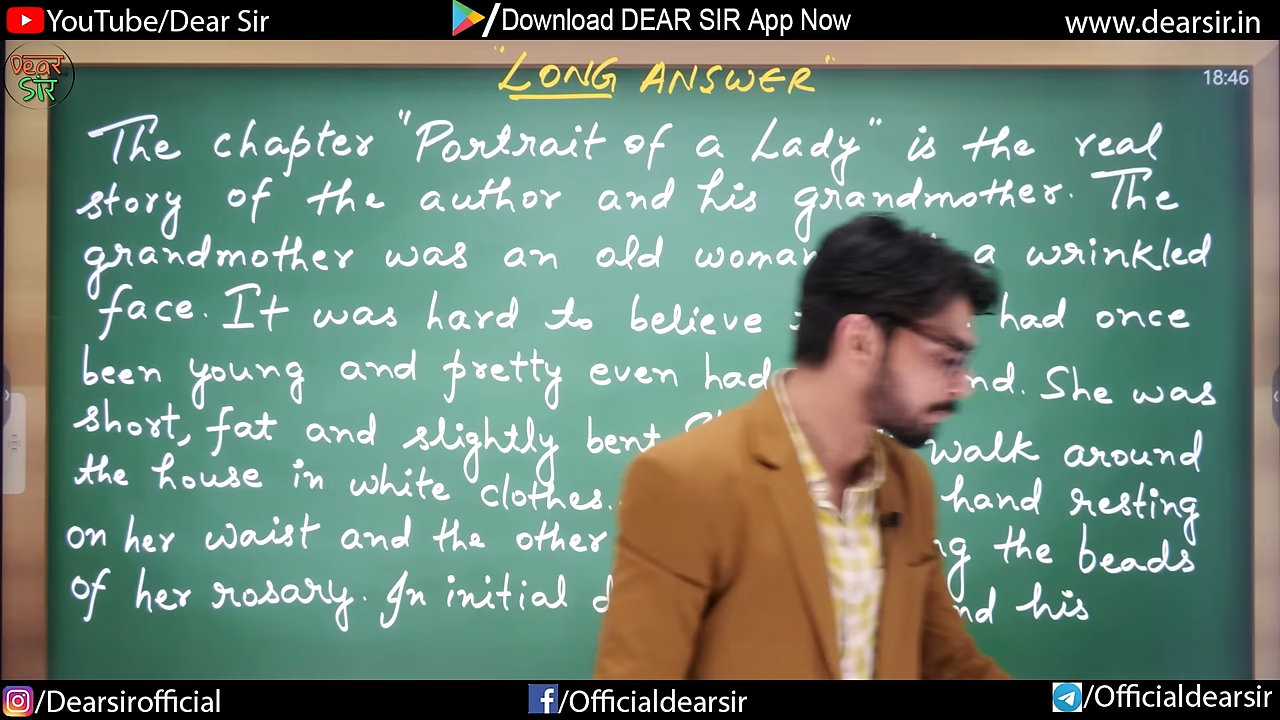 YouTube/Dear Sir
/Download DEAR SIR App Now
www.dearsir.in
Dear
SIR
18:46
"LONG ANSWER"
The chapter "Portrait of a Lady" is the real
story of the author and his grandmother. The
grandmother was an old woman a wrinkled
face. It was hard to believe had once
been young and pretty even had She was
short, fat and slightly bent walk around
the house in white clothes. hand resting
on her waist and the other the beads
of her rosary. In initial his
/Dearsirofficial
/Officialdearsir
/Officialdearsir